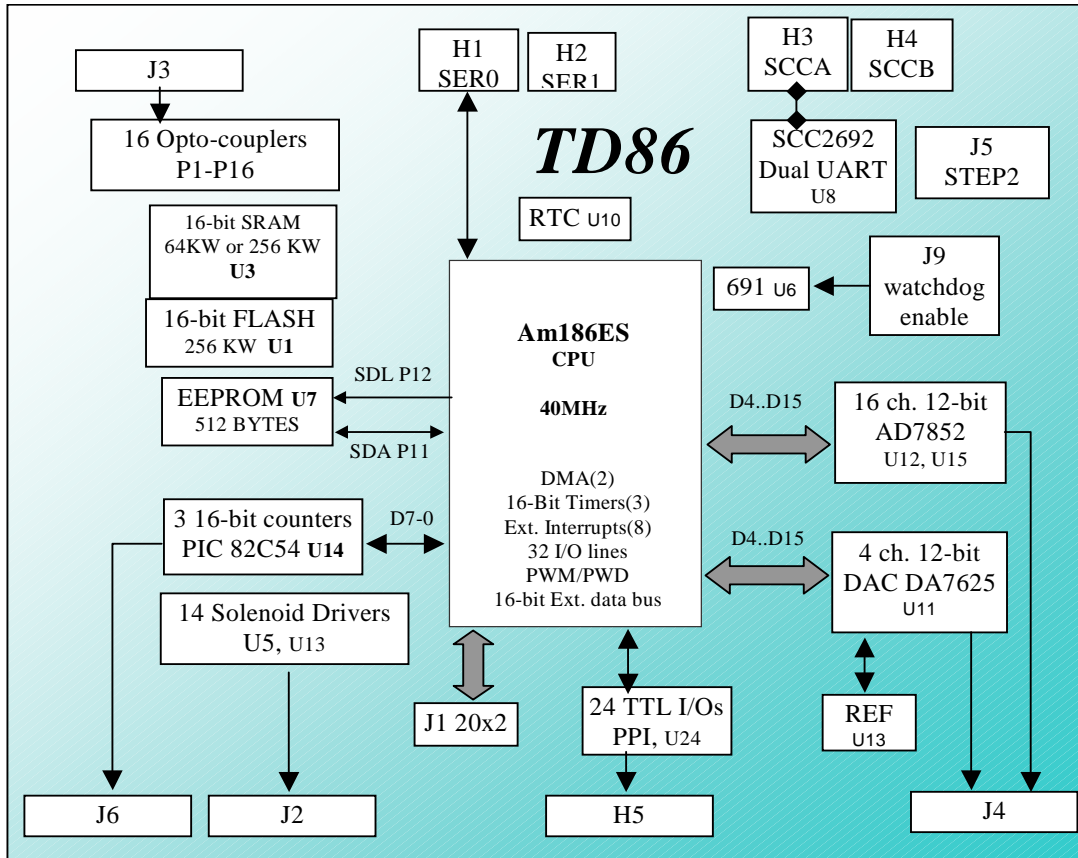 J3
16 Opto-couplers
P1-P16
H1
SER0
H2
SER1
H3
SCCA
H4
SCCB
TD86
SCC2692
Dual UART
U8
J5
STEP2
RTC U10
16-bit SRAM
64KW or 256 KW
U3
16-bit FLASH
256 KW U1
EEPROM U7
512 BYTES
SDL P12
SDA P11
Am186ES
CPU
40MHz
DMA(2)
16-Bit Timers(3)
Ext. Interrupts(8)
32 I/O lines
PWM/PWD
16-bit Ext. data bus
691 U6
J9
watchdog
enable
D4..D15
16 ch. 12-bit
AD7852
U12, U15
3 16-bit counters
PIC 82C54 U14
D7-0
D4..D15
4 ch. 12-bit
DAC DA7625
U11
14 Solenoid Drivers
U5, U13
J1 20x2
24 TTL I/Os
PPI, U24
REF
U13
J6
J2
H5
J4